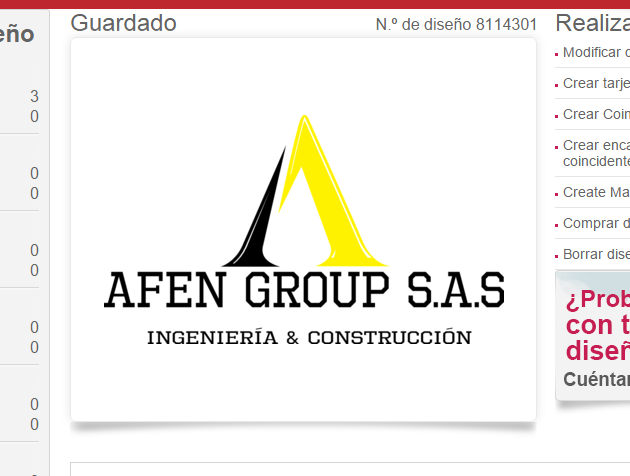 eño
3
0
0
0
0
0
0
0
0
0
Guardado
N.º de diseño 8114301
AFEN GROUP S.A.S
INGENIERÍA & CONSTRUCCIÓN
Realiza
Modificar
Crear tarje
Crear Coin
Crear enca
coincidente
Create Ma
Comprar d
Borrar dise
¿Prob
con t
diseñ
Cuéntan